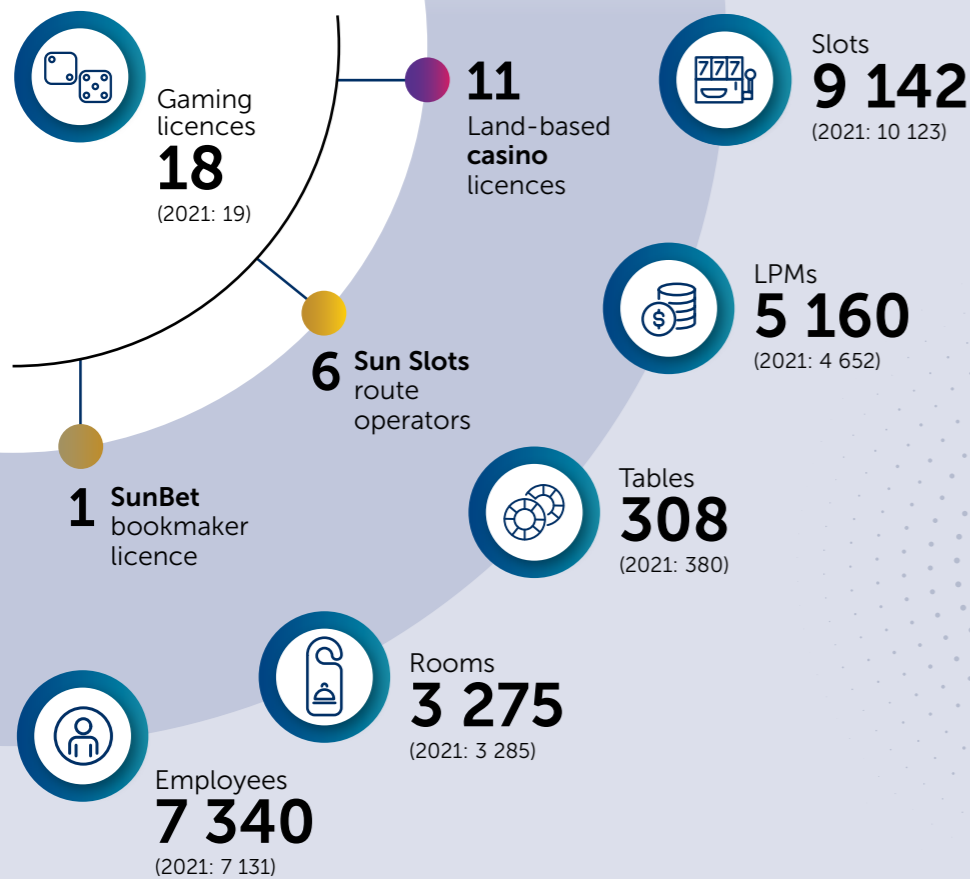 Gaming
licences
18
(2021: 19)
11
Land-based
casino
licences
6 Sun Slots
route
operators
1 SunBet
bookmaker
licence
777
Slots
9 142
(2021: 10 123)
$
LPMs
5 160
(2021: 4 652)
Tables
308
(2021: 380)
Rooms
3 275
(2021: 3 285)
Employees
7 340
(2021: 7 131)